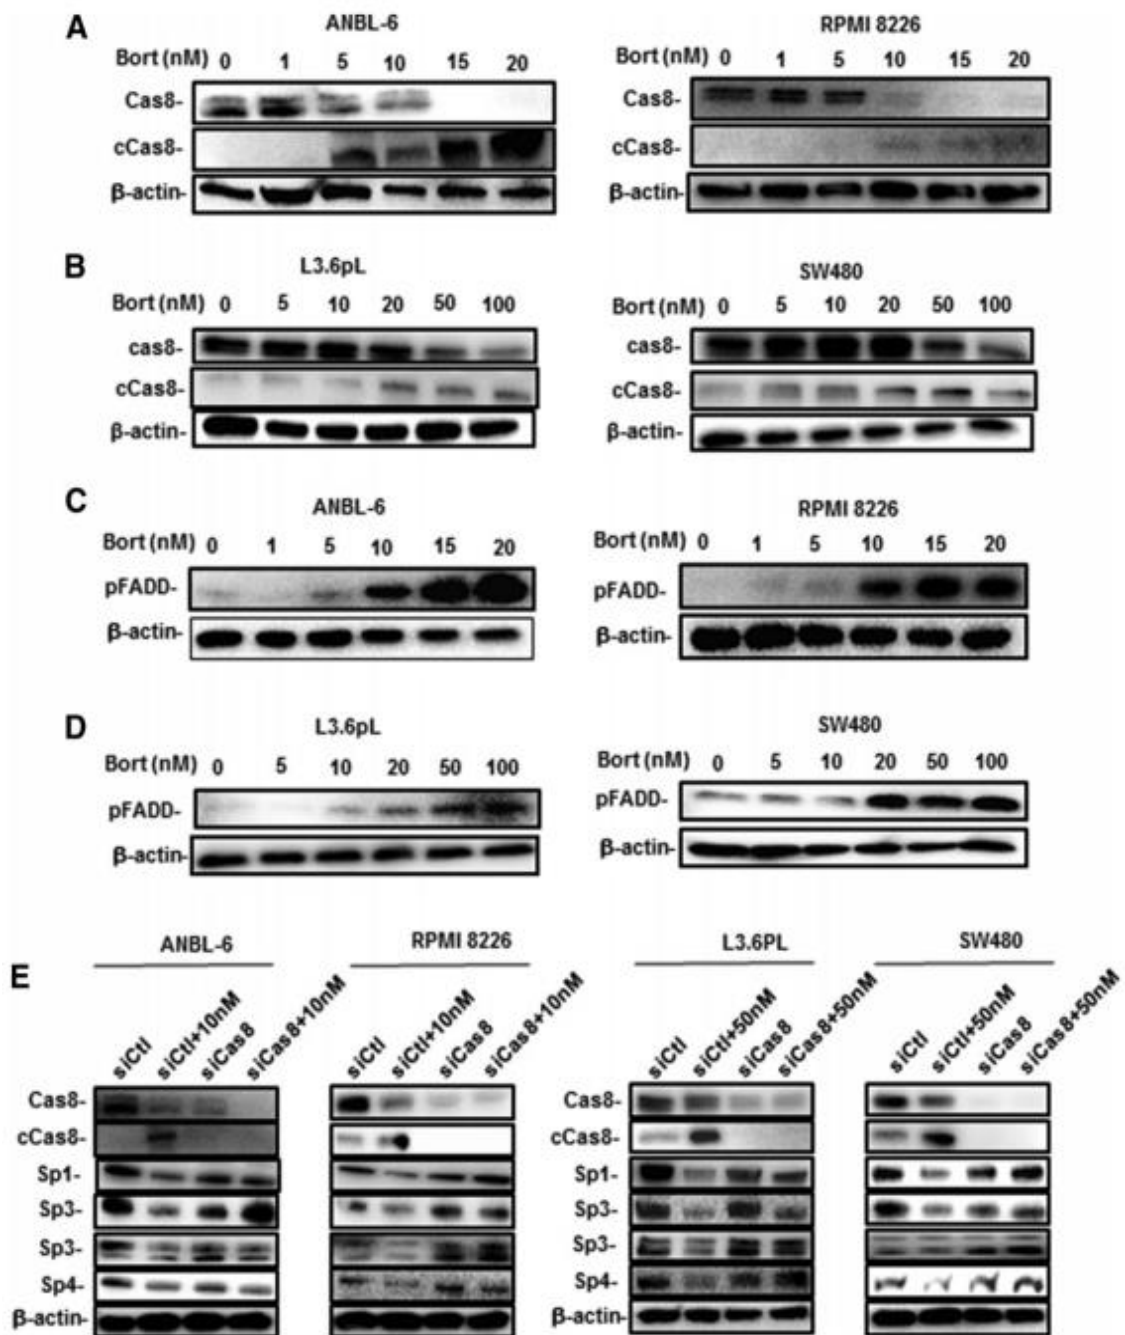 A ANBL-6 RPMI 8226
Bort (nM) 0 1 5 10 15 20 Bort (nM) 0 1 5 10 15 20
Cas8- Cas8-
cCas8- cCas8-
β-actin- β-actin-
B L3.6pL SW480
Bort (nM) 0 5 10 20 50 100 Bort (nM) 0 5 10 20 50 100
cas8- cas8-
cCas8- cCas8-
β-actin- β-actin-
C ANBL-6 RPMI 8226
Bort (nM) 0 1 5 10 15 20 Bort (nM) 0 1 5 10 15 20
pFADD- pFADD-
β-actin- β-actin-
D L3.6pL SW480
Bort (nM) 0 5 10 20 50 100 Bort (nM) 0 5 10 20 50 100
pFADD- pFADD-
β-actin- β-actin-
E ANBL-6 RPMI 8226 L3.6PL SW480
siCtl siCtl+10nM siCas8 siCas8+10nM siCtl siCtl+10nM siCas8 siCas8+10nM siCtl siCtl+50nM siCas8 siCas8+50nM siCtl siCtl+50nM siCas8 siCas8+50nM
Cas8- Cas8-
cCas8- cCas8-
Sp1- Sp1-
Sp3- Sp3-
Sp3- Sp3-
Sp4- Sp4-
β-actin- β-actin-